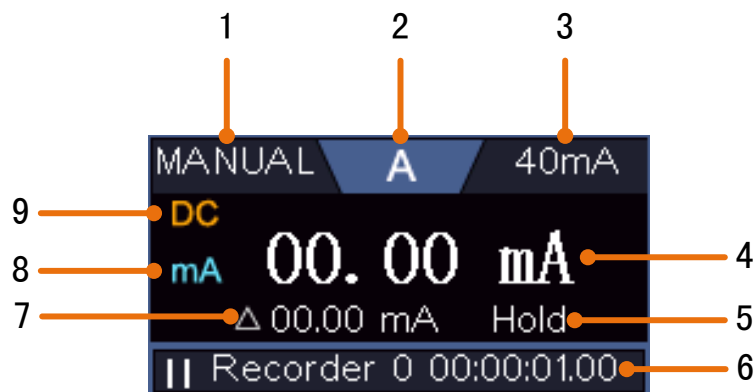 1 2 3
MANUAL A 40mA
9 DC
8 mA 00.00 mA 4
7 △ 00.00 mA Hold 5
Recorder 0 00:00:01.00 6